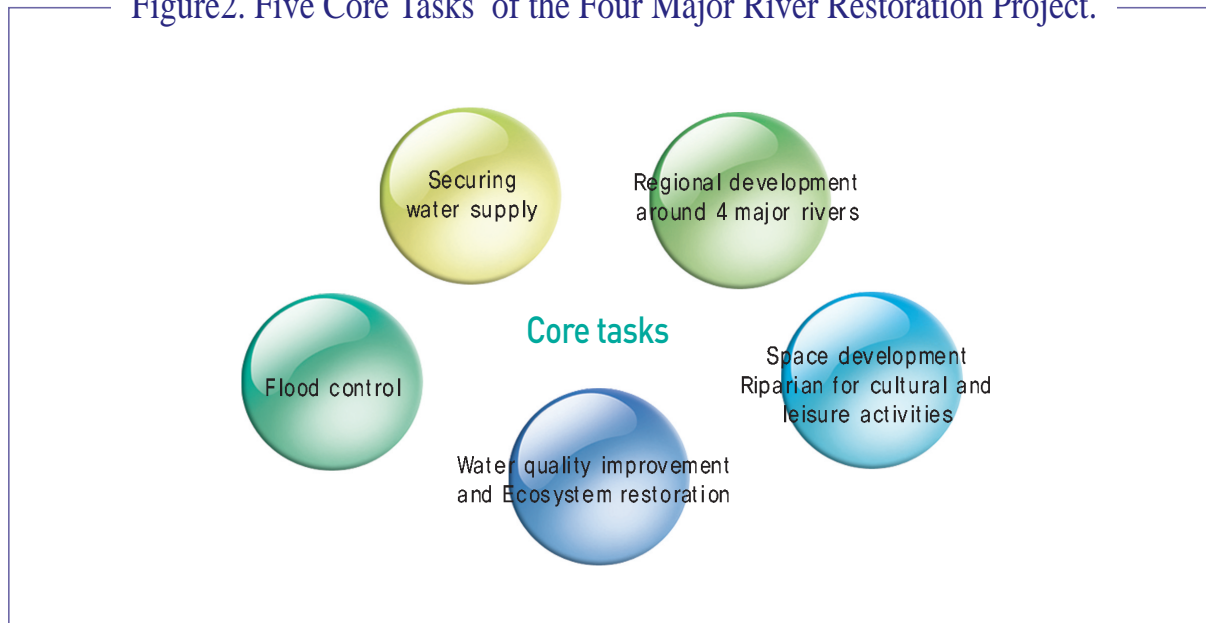 Figure2. Five Core Tasks of the Four Major River Restoration Project.
Securing
water supply
Regional development
around 4 major rivers
Flood control
Core tasks
Space development
Riparian for cultural and
leisure activities
Water quality improvement
and Ecosystem restoration